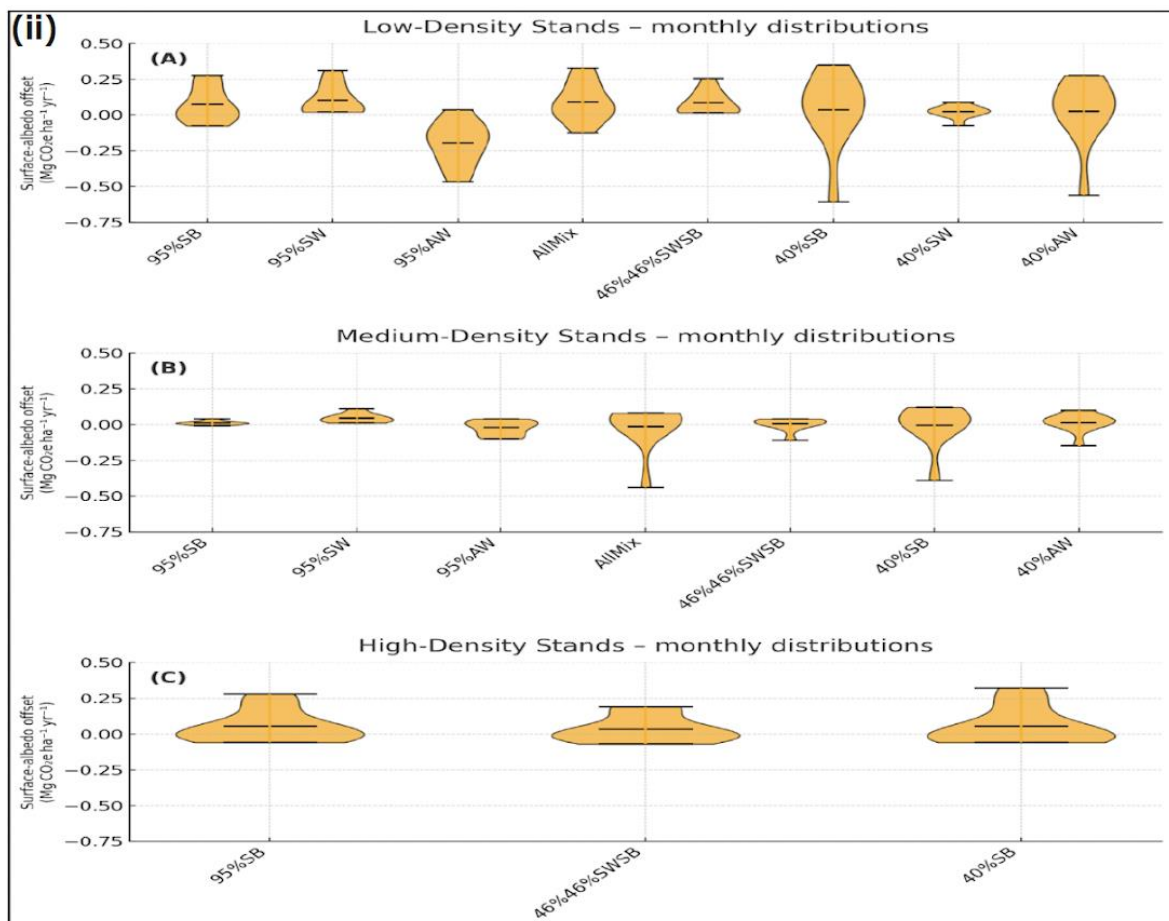 (ii)
Low-Density Stands – monthly distributions
(A)
Surface-albedo offset
(Mg CO₂e ha⁻¹ yr⁻¹)
0.50
0.25
0.00
−0.25
−0.50
−0.75
95%SB
95%SW
95%AW
AllMix
46%46%SWSB
40%SB
40%SW
40%AW
Medium-Density Stands – monthly distributions
(B)
Surface-albedo offset
(Mg CO₂e ha⁻¹ yr⁻¹)
0.50
0.25
0.00
−0.25
−0.50
−0.75
95%SB
95%SW
95%AW
AllMix
46%46%SWSB
40%SB
40%AW
High-Density Stands – monthly distributions
(C)
Surface-albedo offset
(Mg CO₂e ha⁻¹ yr⁻¹)
0.50
0.25
0.00
−0.25
−0.50
−0.75
95%SB
46%46%SWSB
40%SB